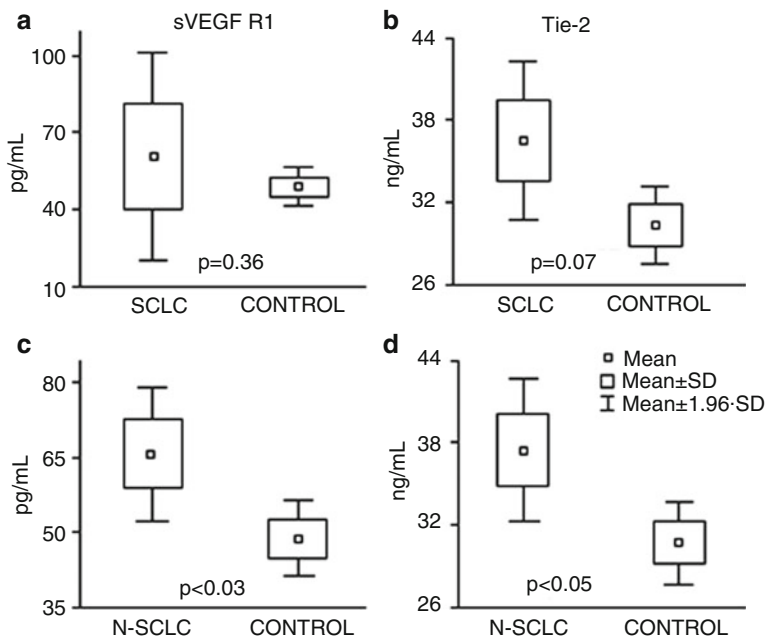 a sVEGF R1
pg/mL
100
70
40
10
p=0.36
SCLC CONTROL
b Tie-2
ng/mL
44
38
32
26
p=0.07
SCLC CONTROL
c
pg/mL
80
65
50
35
p<0.03
N-SCLC CONTROL
d
ng/mL
44
38
32
26
Mean
Mean±SD
Mean±1.96·SD
p<0.05
N-SCLC CONTROL